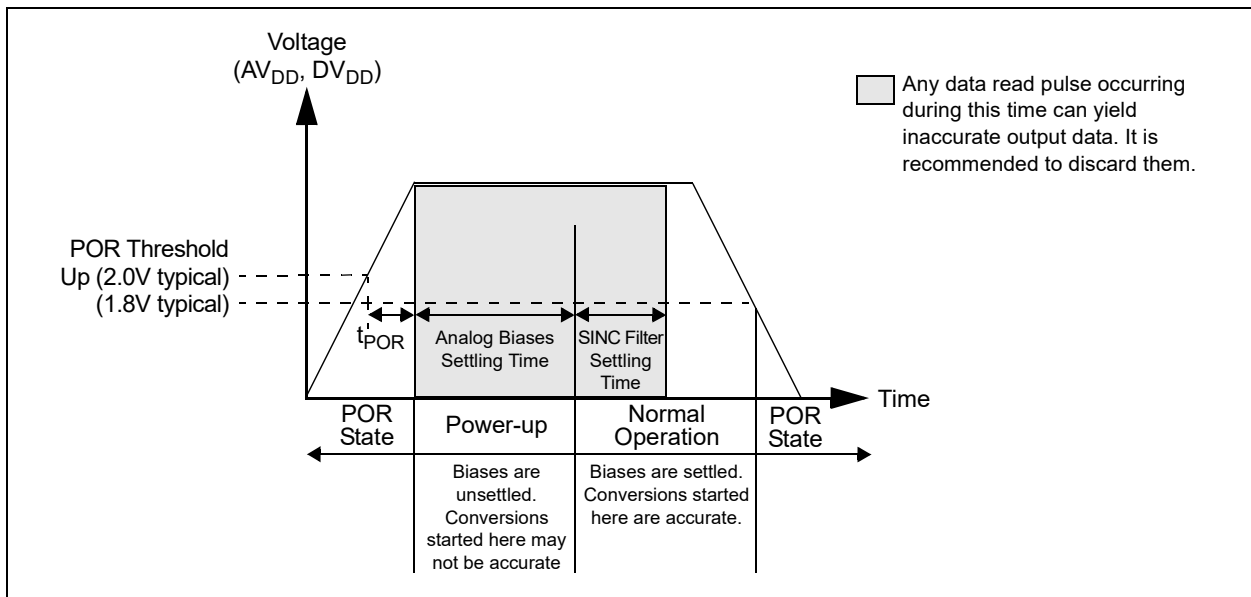 Voltage
(AVDD, DVDD)
Any data read pulse occurring
during this time can yield
inaccurate output data. It is
recommended to discard them.
POR Threshold
Up (2.0V typical)
(1.8V typical)
tPOR
Analog Biases
Settling Time
SINC Filter
Settling
Time
Time
POR
State
Power-up
Normal
Operation
POR
State
Biases are
unsettled.
Conversions
started here may
not be accurate
Biases are settled.
Conversions started
here are accurate.